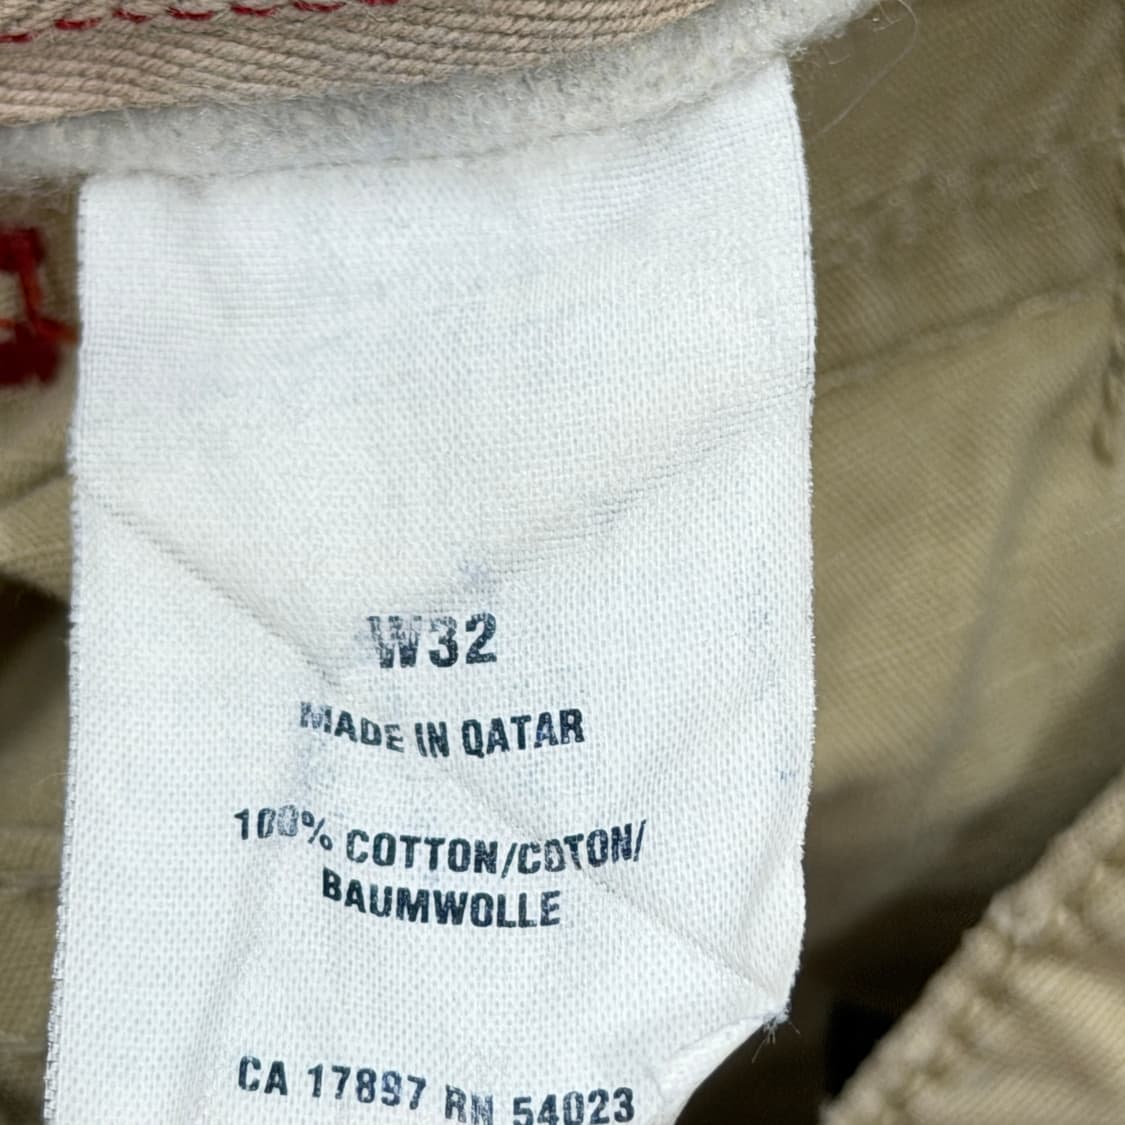 W32
MADE IN QATAR
100% COTTON/COTON/
BAUMWOLLE
CA 17897 RN 54023